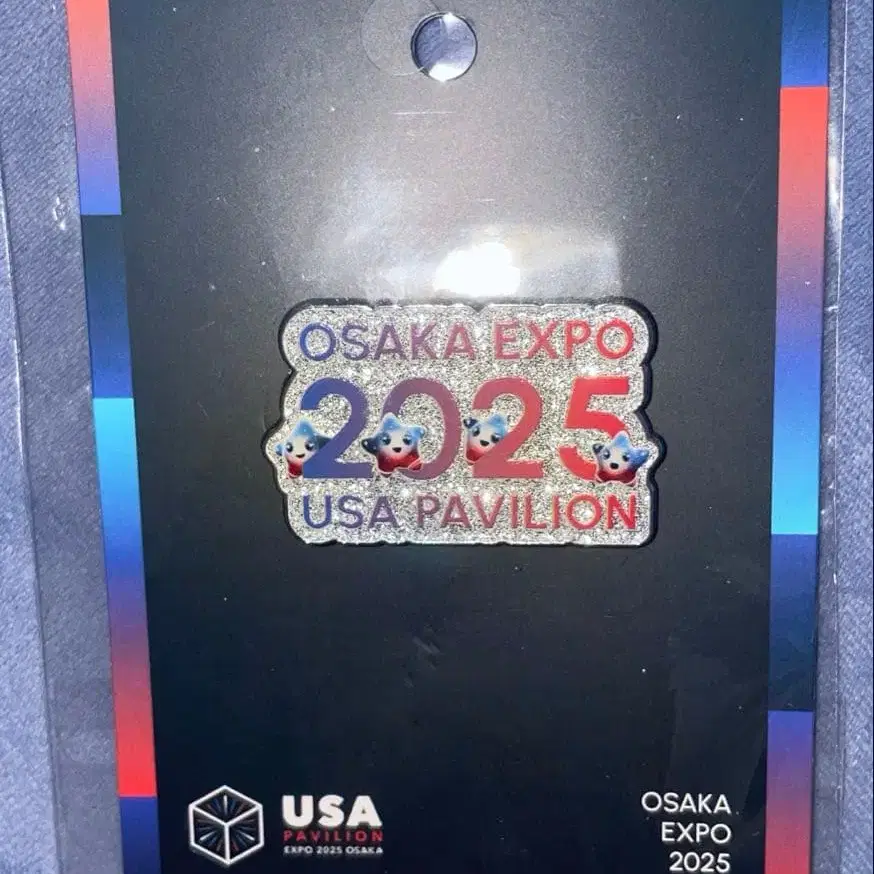 OSAKA EXPO
2025
USA PAVILION
USA
PAVILION
EXPO 2025 OSAKA
OSAKA
EXPO
2025